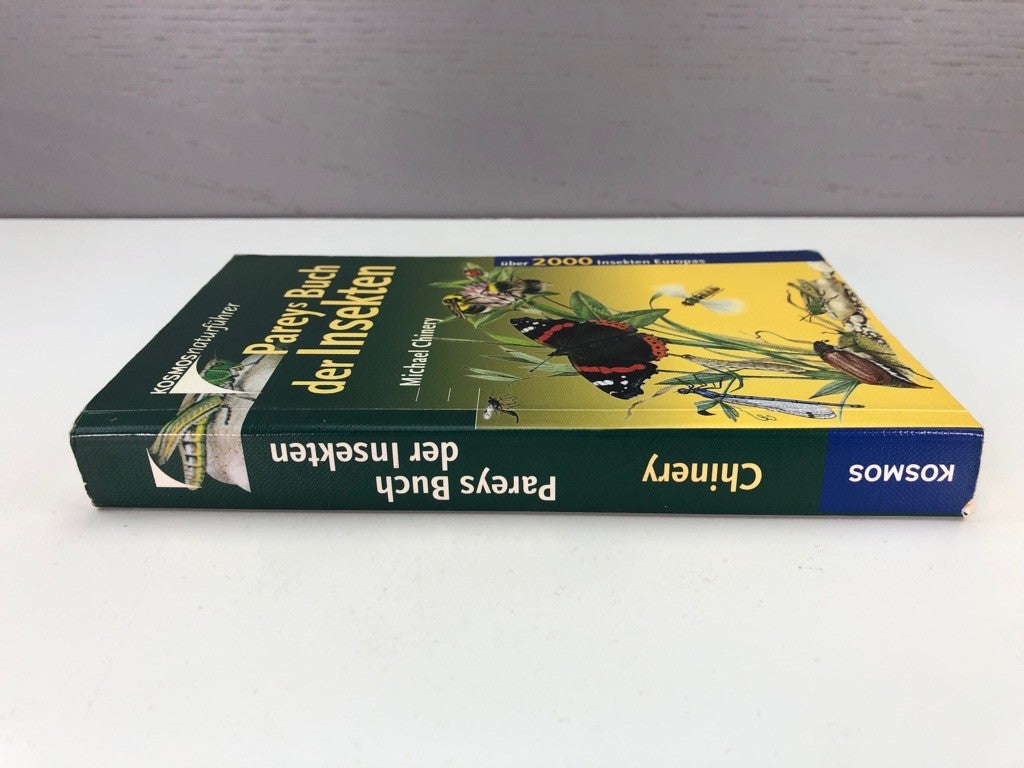 KOSMOSnaturführer
Pareys Buch
der Insekten
Michael Chinery
über 2000 Insekten Europas
Pareys Buch
der Insekten
Chinery
KOSMOS